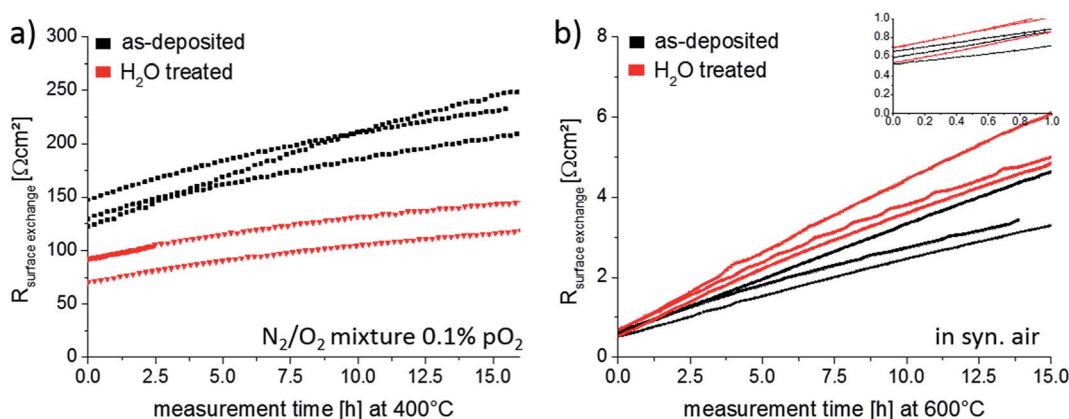 a)
300
250
200
150
100
50
0
R surface exchange [Ωcm²]
as-deposited
H₂O treated
N₂/O₂ mixture 0.1% pO₂
0.0 2.5 5.0 7.5 10.0 12.5 15.0
measurement time [h] at 400°C
b)
8
6
4
2
0
R surface exchange [Ωcm²]
as-deposited
H₂O treated
1.0
0.8
0.6
0.4
0.2
0.0
0.0 0.2 0.4 0.6 0.8 1.0
in syn. air
0.0 2.5 5.0 7.5 10.0 12.5 15.0
measurement time [h] at 600°C